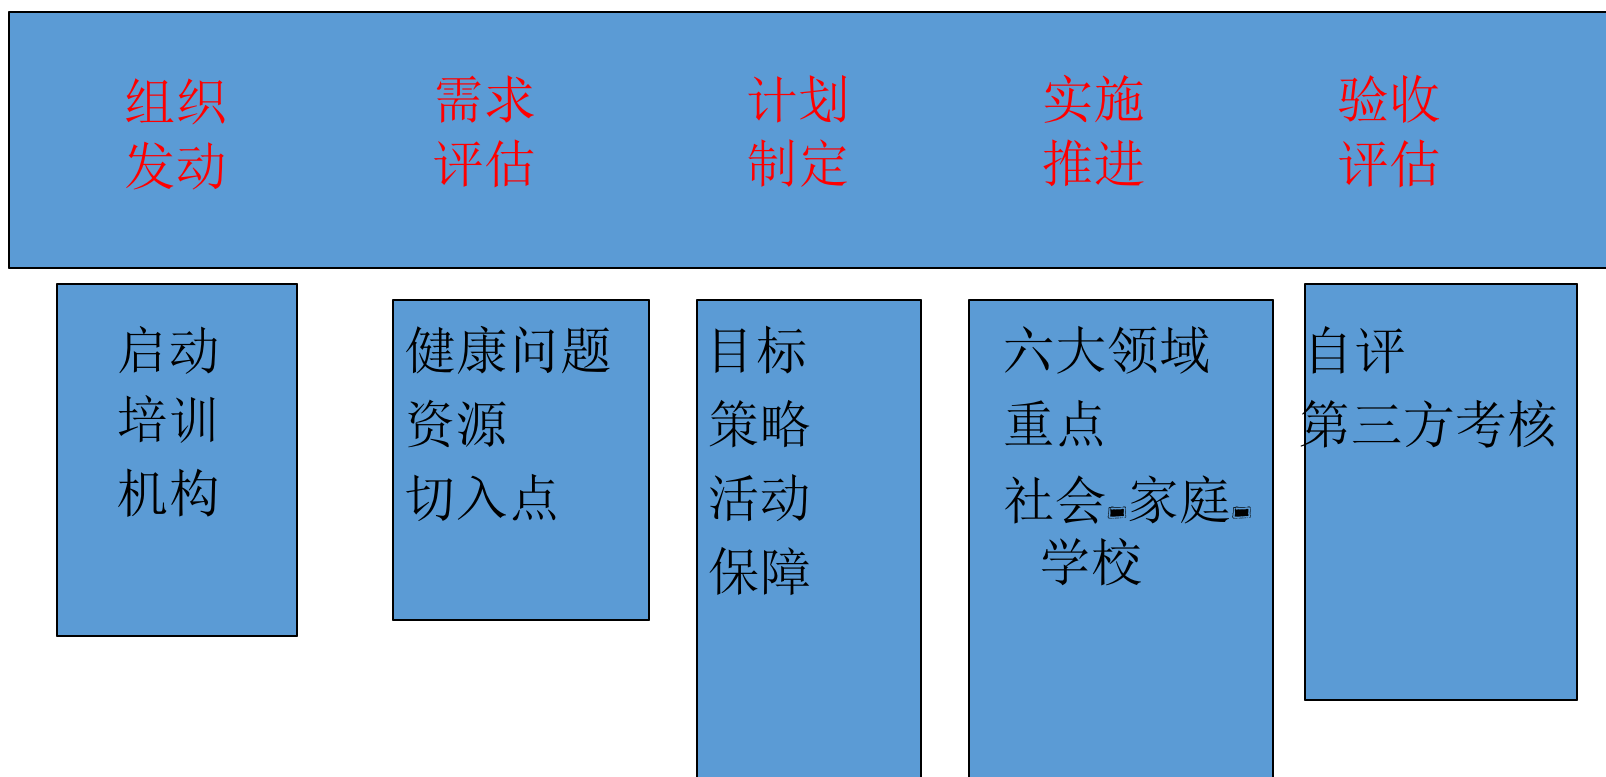 组织
发动
需求
评估
计划
制定
实施
推进
验收
评估
启动
培训
机构
健康问题
资源
切入点
目标
策略
活动
保障
六大领域
重点
社会 家庭
学校
自评
第三方考核